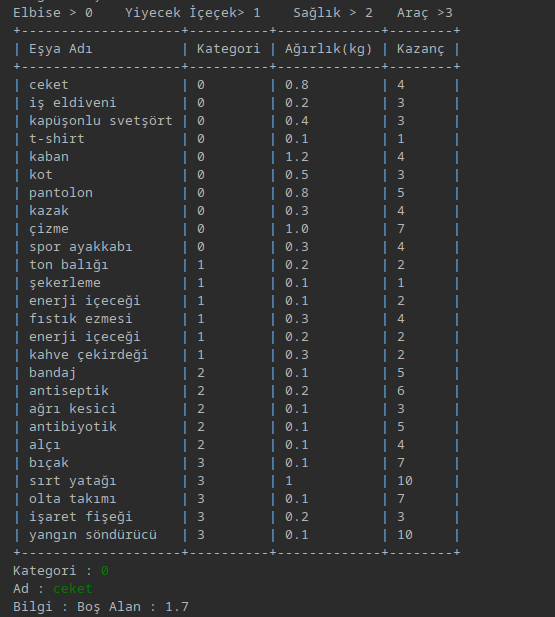 Elbise > 0    Yiyecek İçeçek> 1    Sağlık > 2   Araç >3
+--------------------+----------+-------------+--------+
| Eşya Adı           | Kategori | Ağırlık(kg) | Kazanç |
+--------------------+----------+-------------+--------+
| ceket              | 0        | 0.8         | 4      |
| iş eldiveni        | 0        | 0.2         | 3      |
| kapüşonlu svetşört | 0        | 0.4         | 3      |
| t-shirt            | 0        | 0.1         | 1      |
| kaban              | 0        | 1.2         | 4      |
| kot                | 0        | 0.5         | 3      |
| pantolon           | 0        | 0.8         | 5      |
| kazak              | 0        | 0.3         | 4      |
| çizme              | 0        | 1.0         | 7      |
| spor ayakkabı      | 0        | 0.3         | 4      |
| ton balığı         | 1        | 0.2         | 2      |
| şekerleme          | 1        | 0.1         | 1      |
| enerji içeceği     | 1        | 0.1         | 2      |
| fıstık ezmesi      | 1        | 0.3         | 4      |
| enerji içeceği     | 1        | 0.2         | 2      |
| kahve çekirdeği    | 1        | 0.3         | 2      |
| bandaj             | 2        | 0.1         | 5      |
| antiseptik         | 2        | 0.2         | 6      |
| ağrı kesici        | 2        | 0.1         | 3      |
| antibiyotik        | 2        | 0.1         | 5      |
| alçı               | 2        | 0.1         | 4      |
| bıçak              | 3        | 0.1         | 7      |
| sırt yatağı        | 3        | 1           | 10     |
| olta takımı        | 3        | 0.1         | 7      |
| işaret fişeği      | 3        | 0.2         | 3      |
| yangın söndürücü   | 3        | 0.1         | 10     |
+--------------------+----------+-------------+--------+
Kategori : 0
Ad : ceket
Bilgi : Boş Alan : 1.7